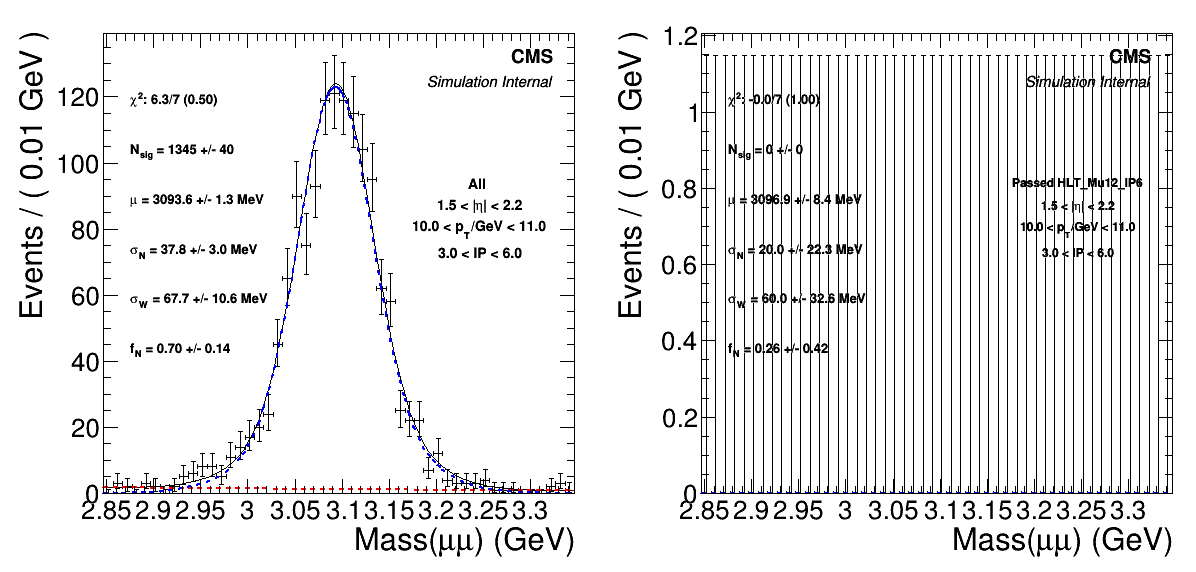 CMS
Simulation Internal
χ²: 6.3/7 (0.50)
N_sig = 1345 +/- 40
μ = 3093.6 +/- 1.3 MeV
σ_N = 37.8 +/- 3.0 MeV
σ_W = 67.7 +/- 10.6 MeV
f_N = 0.70 +/- 0.14
All
1.5 < |η| < 2.2
10.0 < p_T/GeV < 11.0
3.0 < IP < 6.0
Events / ( 0.01 GeV )
120
100
80
60
40
20
0
2.85 2.9 2.95 3 3.05 3.1 3.15 3.2 3.25 3.3
Mass(μμ) (GeV)
CMS
Simulation Internal
χ²: -0.0/7 (1.00)
N_sig = 0 +/- 0
μ = 3096.9 +/- 8.4 MeV
σ_N = 20.0 +/- 22.3 MeV
σ_W = 60.0 +/- 32.6 MeV
f_N = 0.26 +/- 0.42
Passed HLT_Mu12_IP6
1.5 < |η| < 2.2
10.0 < p_T/GeV < 11.0
3.0 < IP < 6.0
Events / ( 0.01 GeV )
1.2
1
0.8
0.6
0.4
0.2
0
2.85 2.9 2.95 3 3.05 3.1 3.15 3.2 3.25 3.3
Mass(μμ) (GeV)